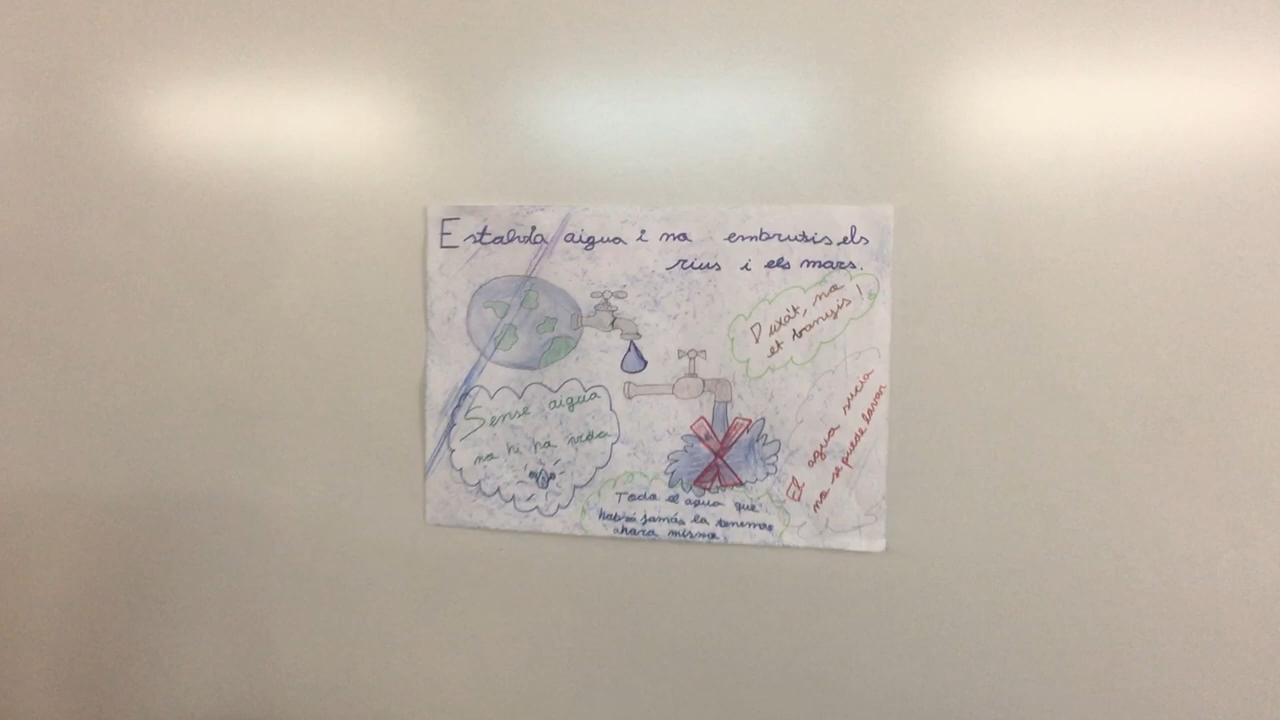 Estalvia aigua i no embrutis els
rius i els mars.
Duxa't, no
et banyis!
Sense aigua
no hi ha vida
El agua sucia
no se puede lavar
Toda el agua que
habrá jamás la tenemos
ahora mismo.